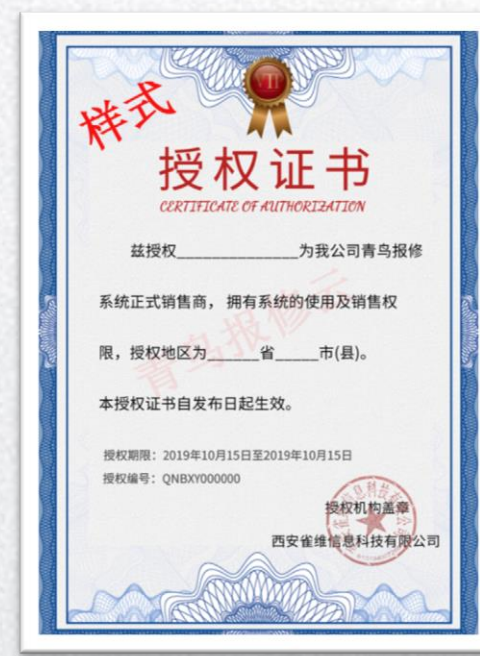 VIP
样式
授权证书
CERTIFICATE OF AUTHORIZATION
兹授权______________为我公司青鸟报修
系统正式销售商， 拥有系统的使用及销售权
限，授权地区为______省_____市(县)。
青鸟报修云
本授权证书自发布日起生效。
授权期限：2019年10月15日至2019年10月15日
授权编号：QNBXY000000
授权机构盖章
西安雀维信息科技有限公司